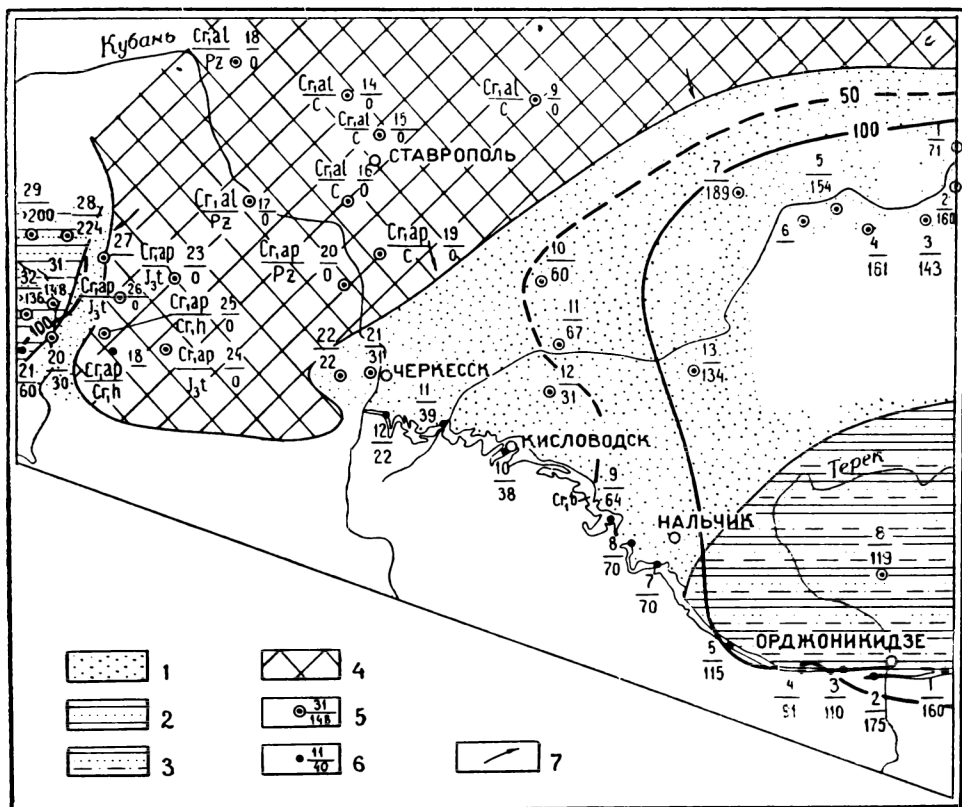 Кубань
Cr₁al 18
Pz 0
Cr₁al 14
C 0
Cr₁al 9
C 0
Cr₁al 15
C 0
СТАВРОПОЛЬ
Cr₁al 16
C 0
Cr₁al 17
Pz 0
Cr₁ap 19
C 0
Cr₁ap 20
Pz 0
50
100
1
71
2
160
7
189
5
154
6
4
161
3
143
29
>200
28
224
27
Cr₁ap 23
J₃t 0
31
148
32
>136
Cr₁ap 26
J₃t 0
Cr₁ap 25
Cr₁h 0
100
21
60
20
30
Cr₁ap 18
Cr₁h
Cr₁ap 24
J₃t 0
10
60
11
67
12
31
13
134
22
22
21
31
ЧЕРКЕССК
11
39
12
22
КИСЛОВОДСК
10
38
Cr₁b
9
64
8
70
НАЛЬЧИК
7
70
Терек
8
119
ОРДЖОНИКИДЗЕ
5
115
4
91
3
110
2
175
1
160
1
2
3
4
31
148
5
11
40
6
7